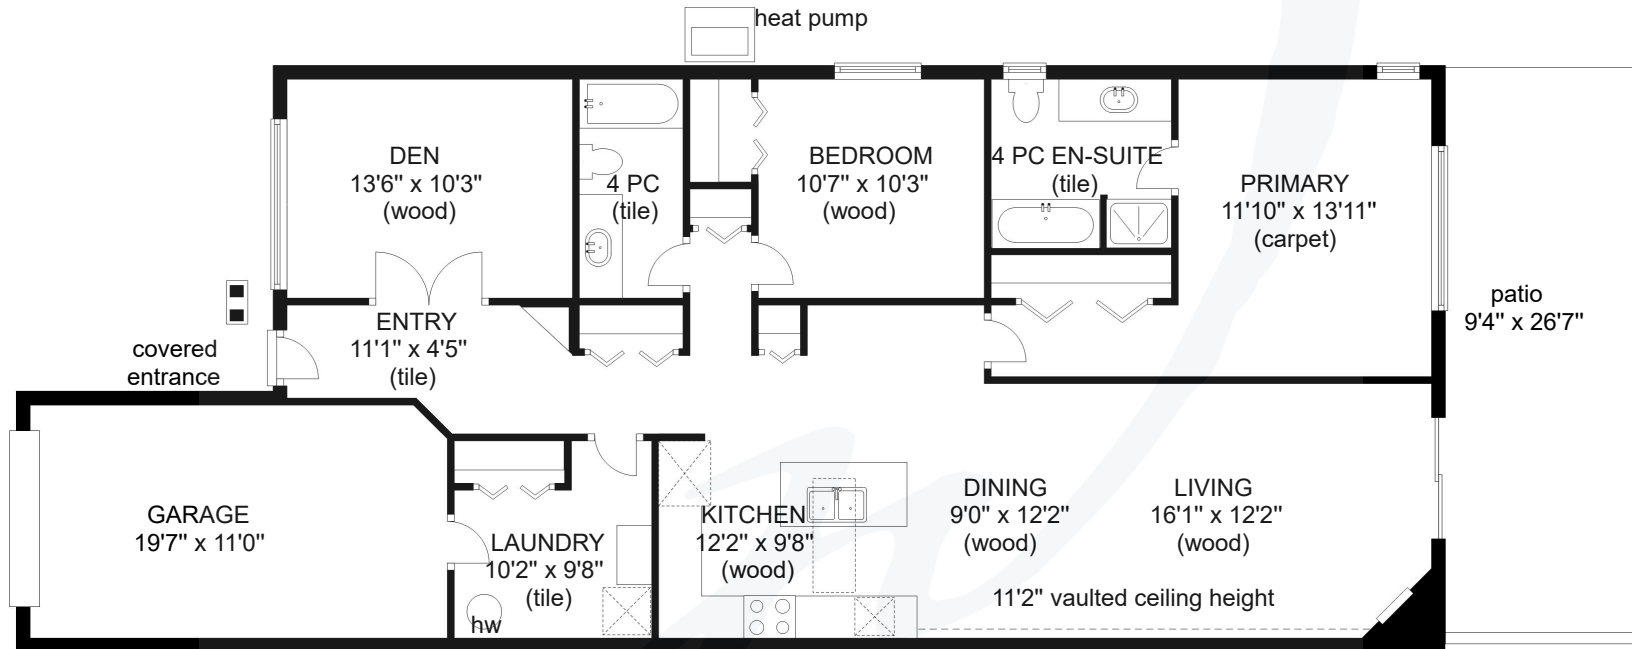 heat pump
DEN
13'6" x 10'3"
(wood)
4 PC
(tile)
BEDROOM
10'7" x 10'3"
(wood)
4 PC EN-SUITE
(tile)
PRIMARY
11'10" x 13'11"
(carpet)
patio
9'4" x 26'7"
ENTRY
11'1" x 4'5"
(tile)
covered
entrance
GARAGE
19'7" x 11'0"
LAUNDRY
10'2" x 9'8"
(tile)
hw
KITCHEN
12'2" x 9'8"
(wood)
DINING
9'0" x 12'2"
(wood)
LIVING
16'1" x 12'2"
(wood)
11'2" vaulted ceiling height